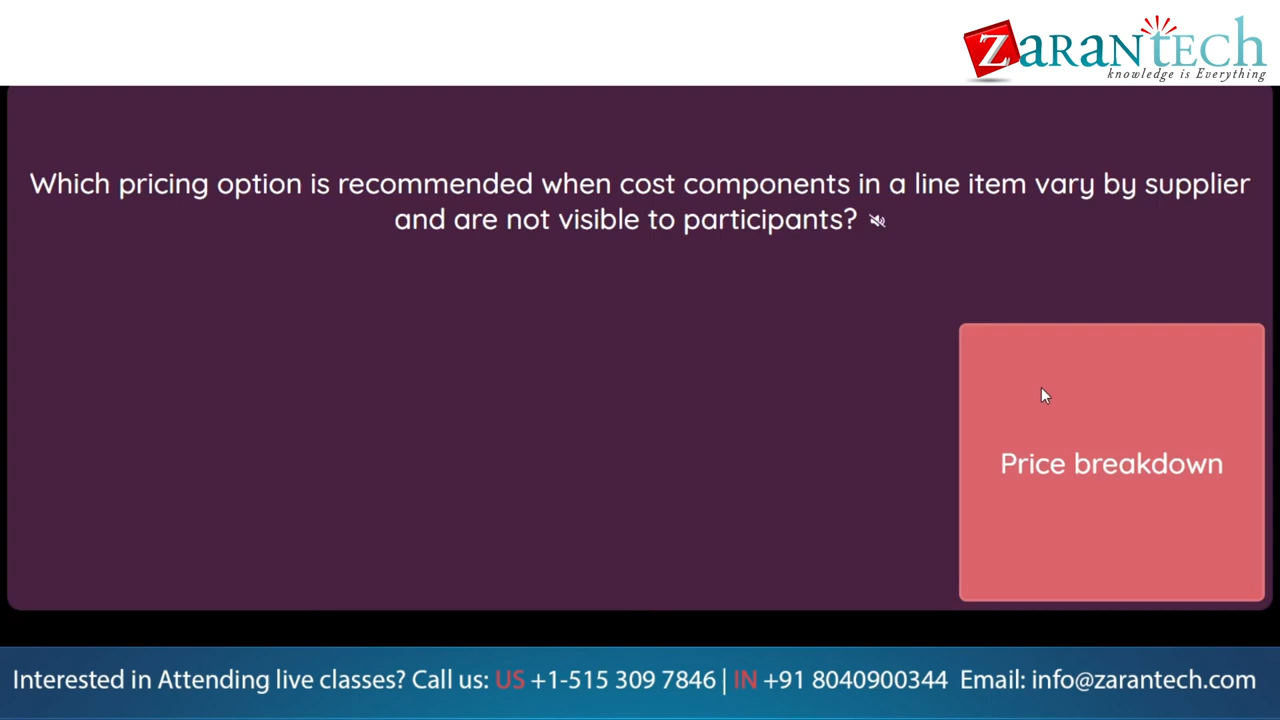 ZARANTECH
knowledge is Everything
Which pricing option is recommended when cost components in a line item vary by supplier
and are not visible to participants?
Price breakdown
Interested in Attending live classes? Call us: US +1-515 309 7846 | IN +91 8040900344 Email: info@zarantech.com